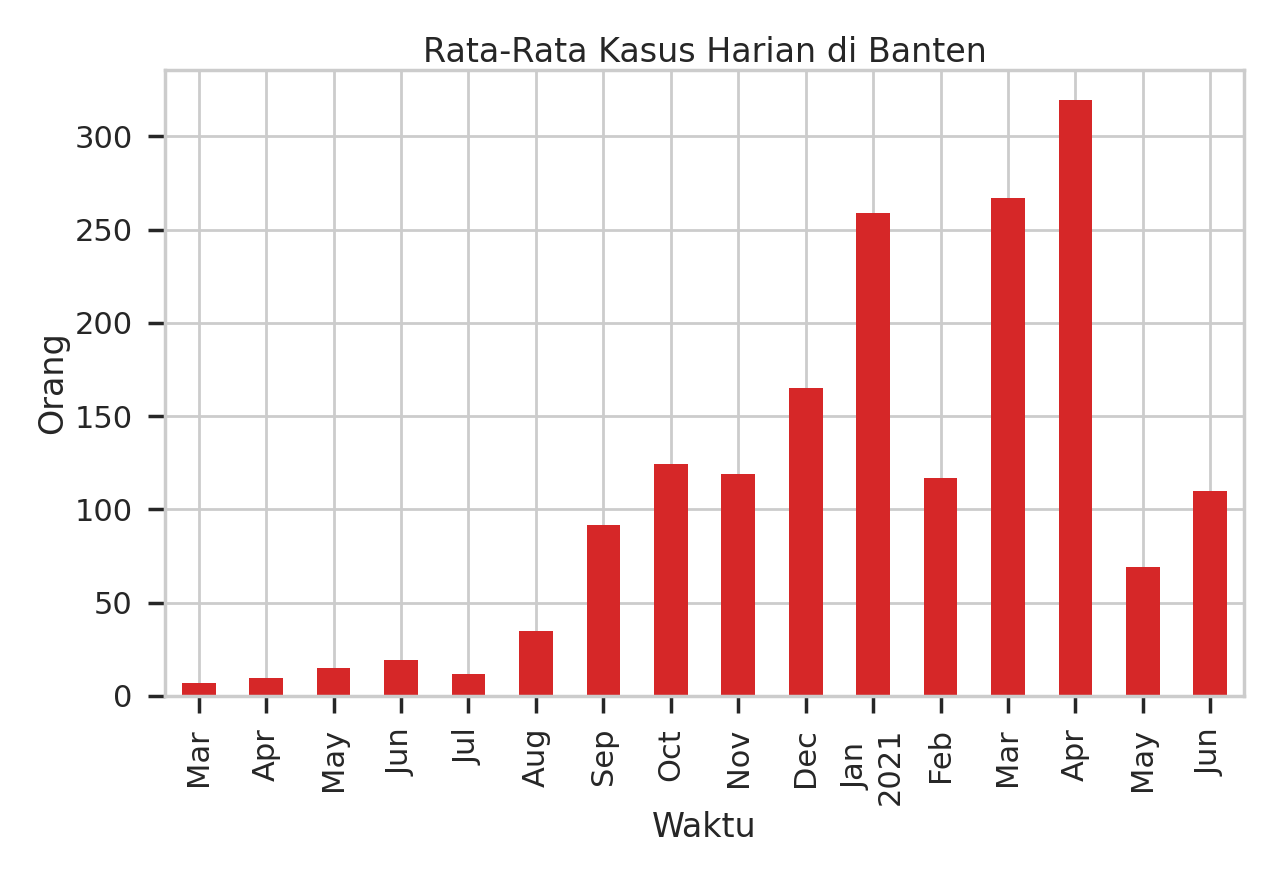 Rata-Rata Kasus Harian di Banten
Orang
300
250
200
150
100
50
0
Mar
Apr
May
Jun
Jul
Aug
Sep
Oct
Nov
Dec
Jan
2021
Feb
Mar
Apr
May
Jun
Waktu